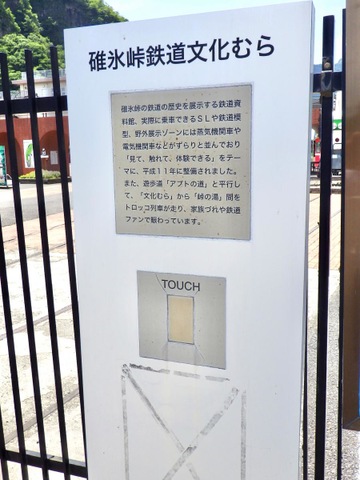 碓氷峠鉄道文化むら
碓氷峠の鉄道の歴史を展示する鉄道資
料館、実際に乗車できるＳＬや鉄道模
型、野外展示ゾーンには蒸気機関車や
電気機関車などがずらりと並んでおり
「見て、触れて、体験できる」をテー
マに、平成１１年に整備されました。
また、遊歩道「アプトの道」と平行し
て、「文化むら」から「峠の湯」間を
トロッコ列車が走り、家族づれや鉄道
ファンで賑わっています。
TOUCH